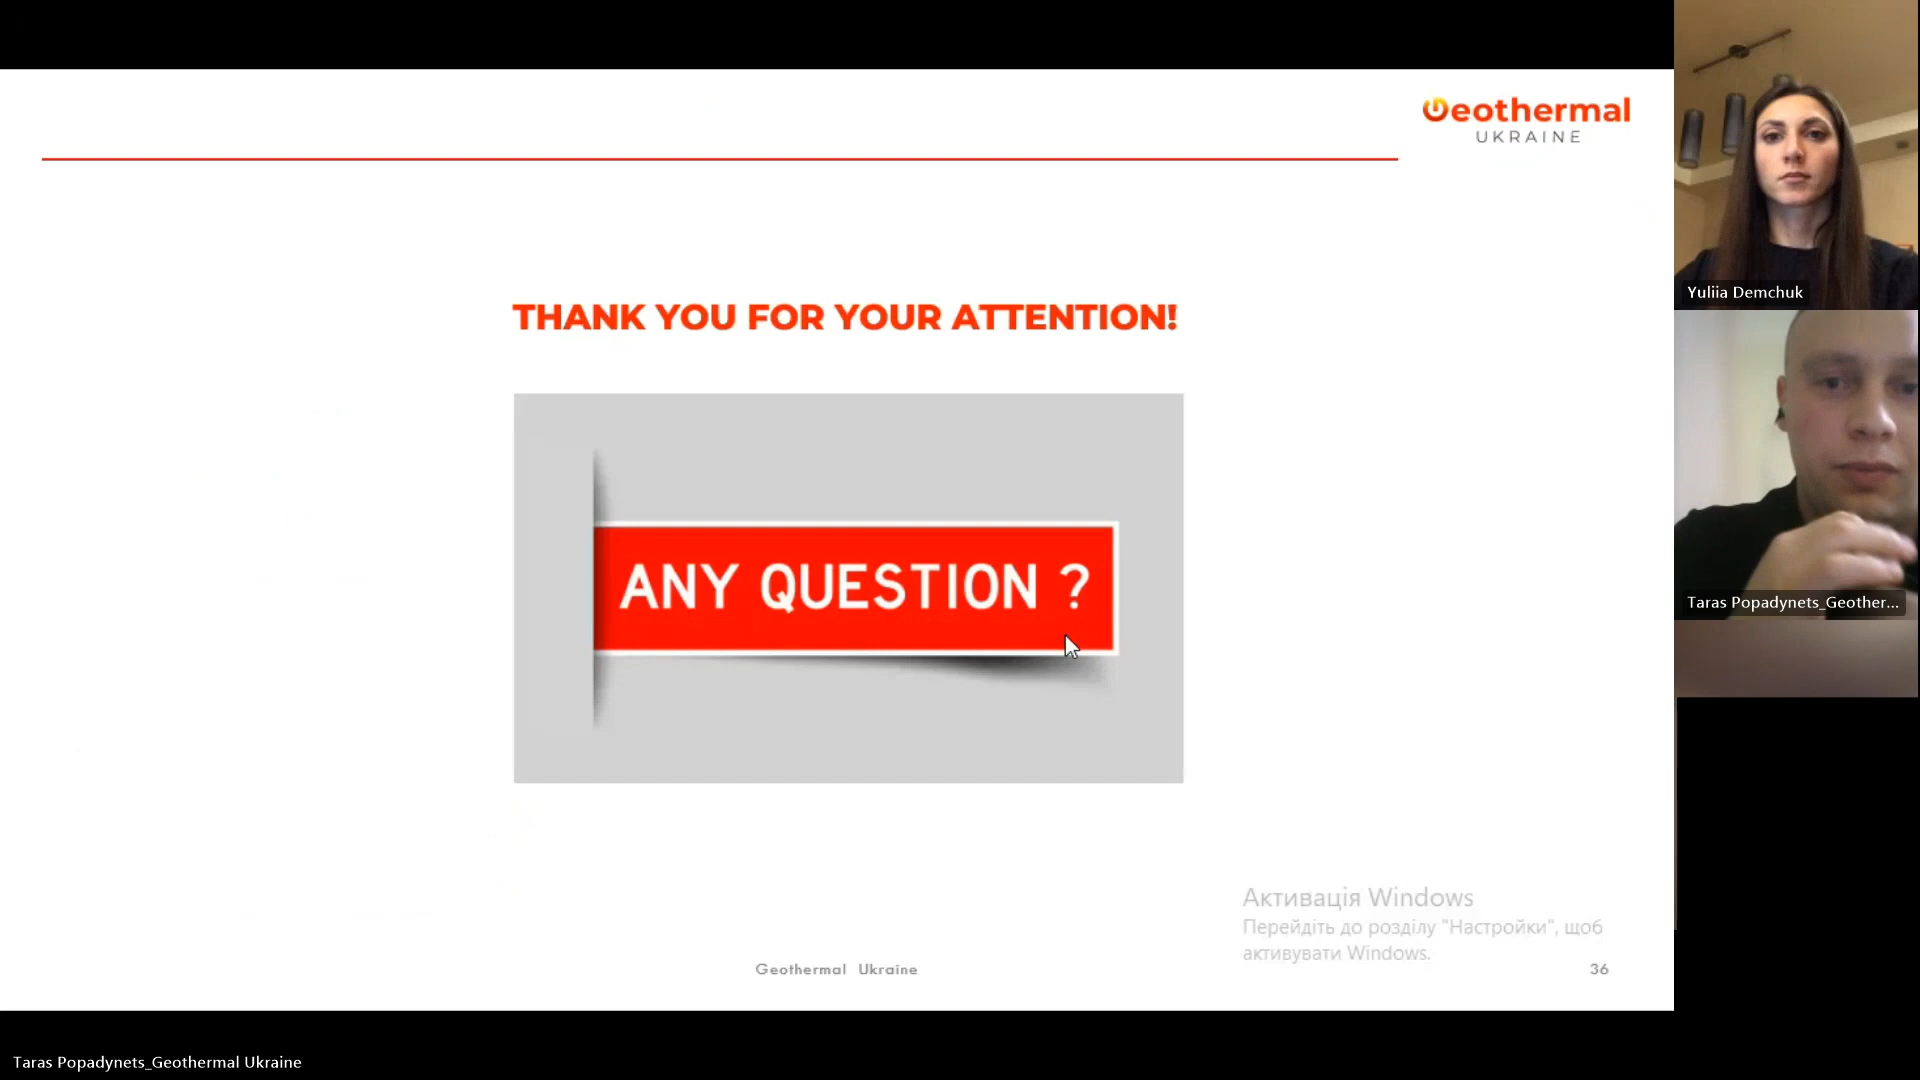 Geothermal
UKRAINE
THANK YOU FOR YOUR ATTENTION!
ANY QUESTION ?
Активація Windows
Перейдіть до розділу "Настройки", щоб
активувати Windows.
Geothermal Ukraine
36
Yuliia Demchuk
Taras Popadynets_Geother...
Taras Popadynets_Geothermal Ukraine